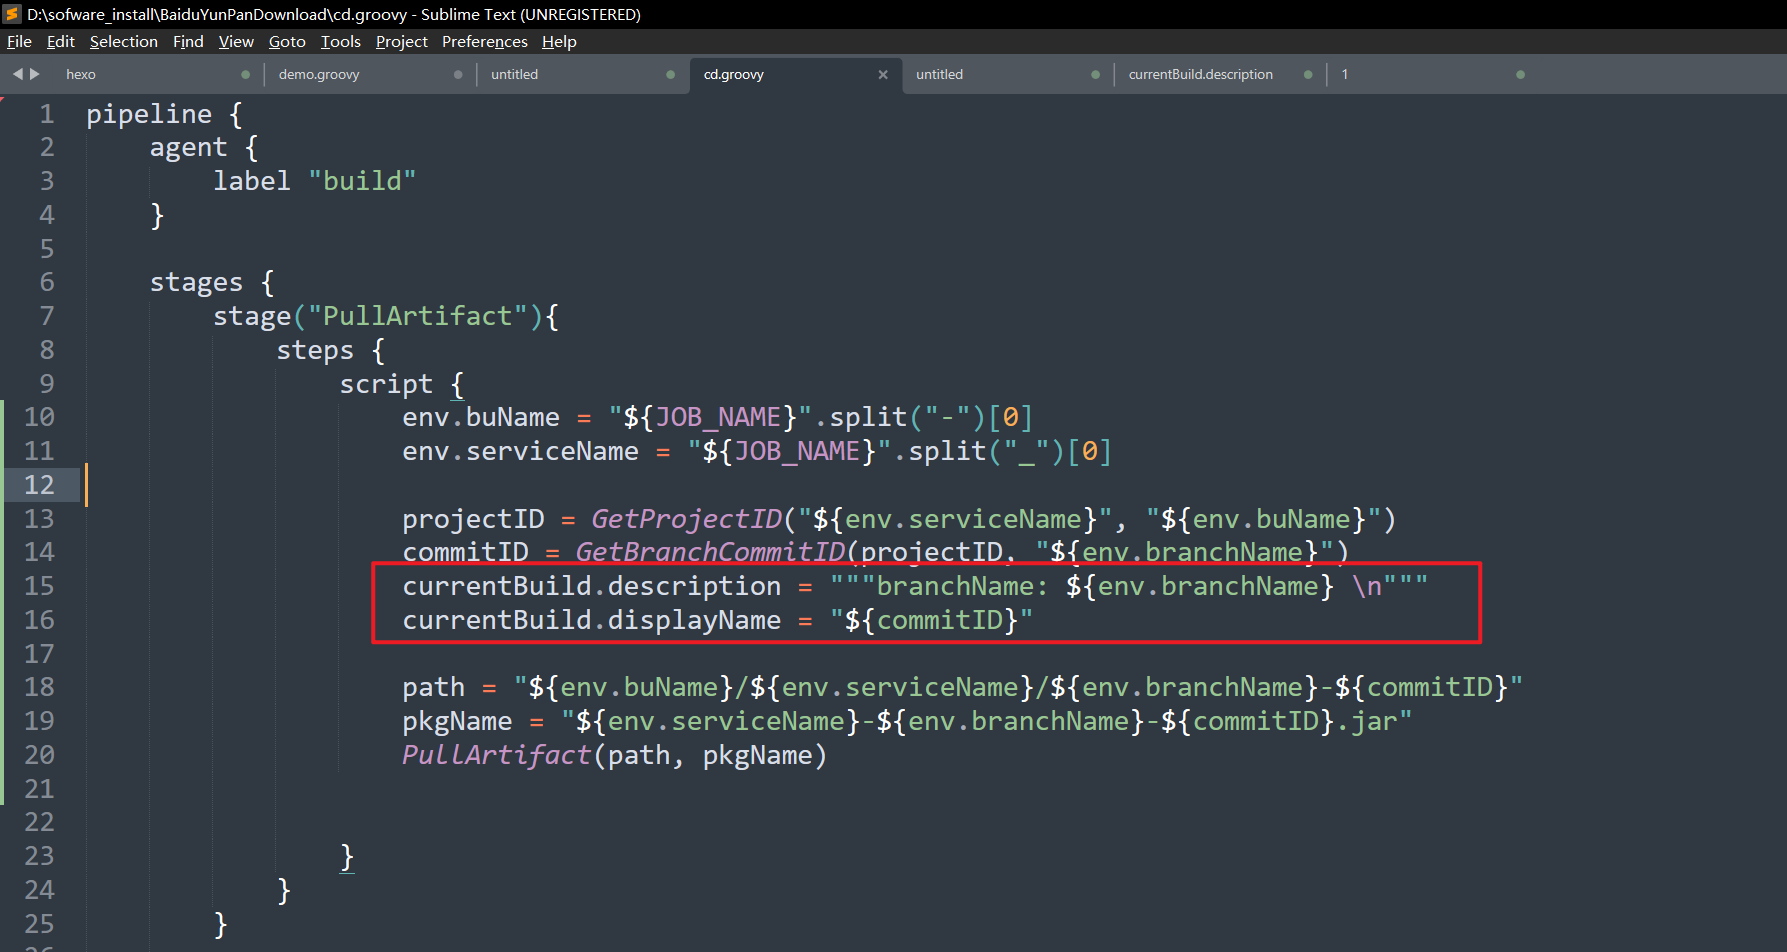 D:\sofware_install\BaiduYunPanDownload\cd.groovy - Sublime Text (UNREGISTERED)
File Edit Selection Find View Goto Tools Project Preferences Help
hexo demo.groovy untitled cd.groovy untitled currentBuild.description 1
1 pipeline {
2     agent {
3         label "build"
4     }
5
6     stages {
7         stage("PullArtifact"){
8             steps {
9                 script {
10                     env.buName = "${JOB_NAME}".split("-")[0]
11                     env.serviceName = "${JOB_NAME}".split("_")[0]
12
13                     projectID = GetProjectID("${env.serviceName}", "${env.buName}")
14                     commitID = GetBranchCommitID(projectID, "${env.branchName}")
15                     currentBuild.description = """branchName: ${env.branchName} \n"""
16                     currentBuild.displayName = "${commitID}"
17
18                     path = "${env.buName}/${env.serviceName}/${env.branchName}-${commitID}"
19                     pkgName = "${env.serviceName}-${env.branchName}-${commitID}.jar"
20                     PullArtifact(path, pkgName)
21
22
23                 }
24             }
25         }
26